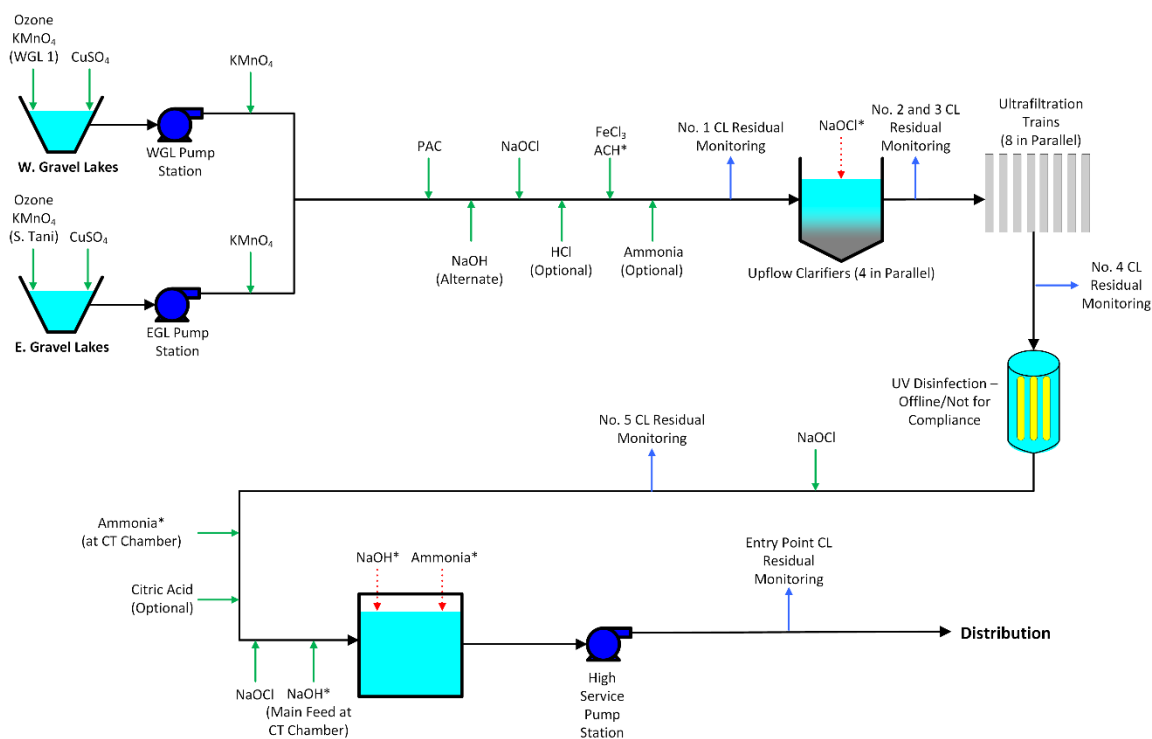 Ozone
KMnO₄
(WGL 1)
CuSO₄
KMnO₄
W. Gravel Lakes
WGL Pump
Station
Ozone
KMnO₄
(S. Tani)
CuSO₄
KMnO₄
E. Gravel Lakes
EGL Pump
Station
PAC
NaOH
(Alternate)
NaOCl
HCl
(Optional)
FeCl₃
ACH*
Ammonia
(Optional)
No. 1 CL Residual
Monitoring
NaOCl*
Upflow Clarifiers (4 in Parallel)
No. 2 and 3 CL
Residual
Monitoring
Ultrafiltration
Trains
(8 in Parallel)
No. 4 CL
Residual
Monitoring
UV Disinfection –
Offline/Not for
Compliance
NaOCl
No. 5 CL Residual
Monitoring
Ammonia*
(at CT Chamber)
Citric Acid
(Optional)
NaOCl
NaOH*
(Main Feed at
CT Chamber)
NaOH*
Ammonia*
High
Service
Pump
Station
Entry Point CL
Residual
Monitoring
Distribution